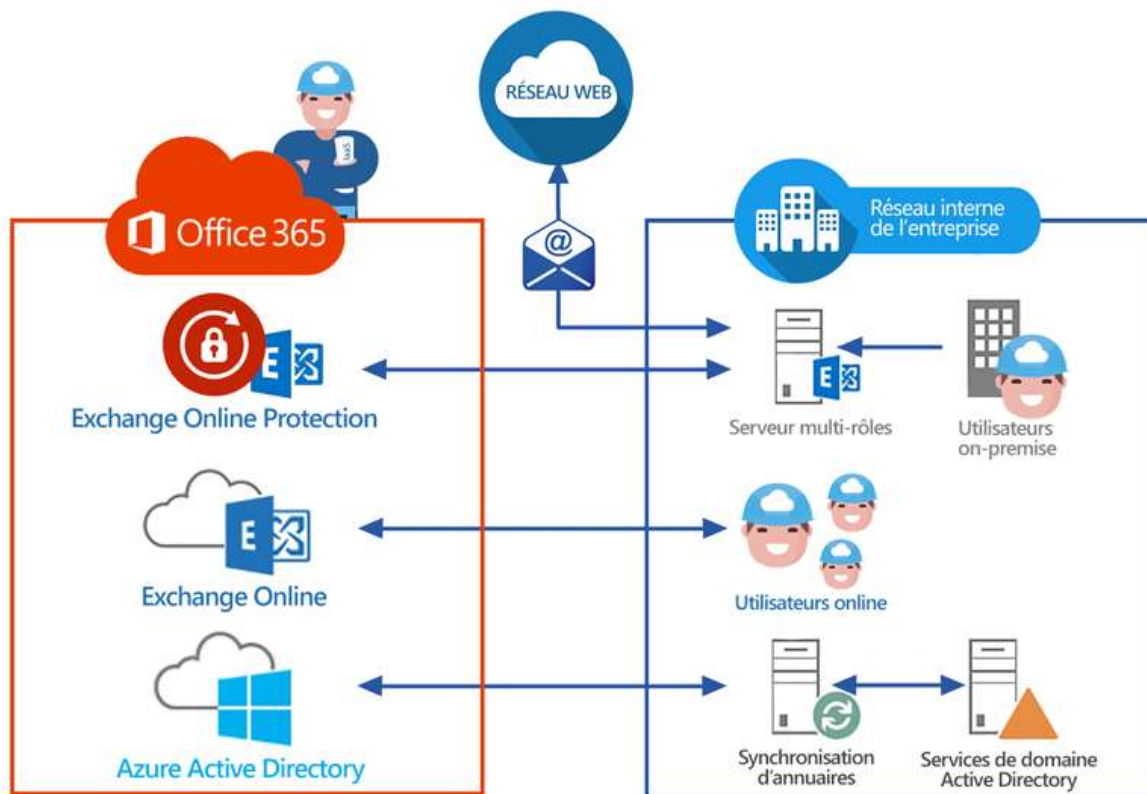 RÉSEAU WEB
IaaS
Office 365
@
Réseau interne
de l'entreprise
E
Exchange Online Protection
E
Serveur multi-rôles
Utilisateurs
on-premise
E
Exchange Online
Utilisateurs online
Azure Active Directory
Synchronisation
d'annuaires
Services de domaine
Active Directory